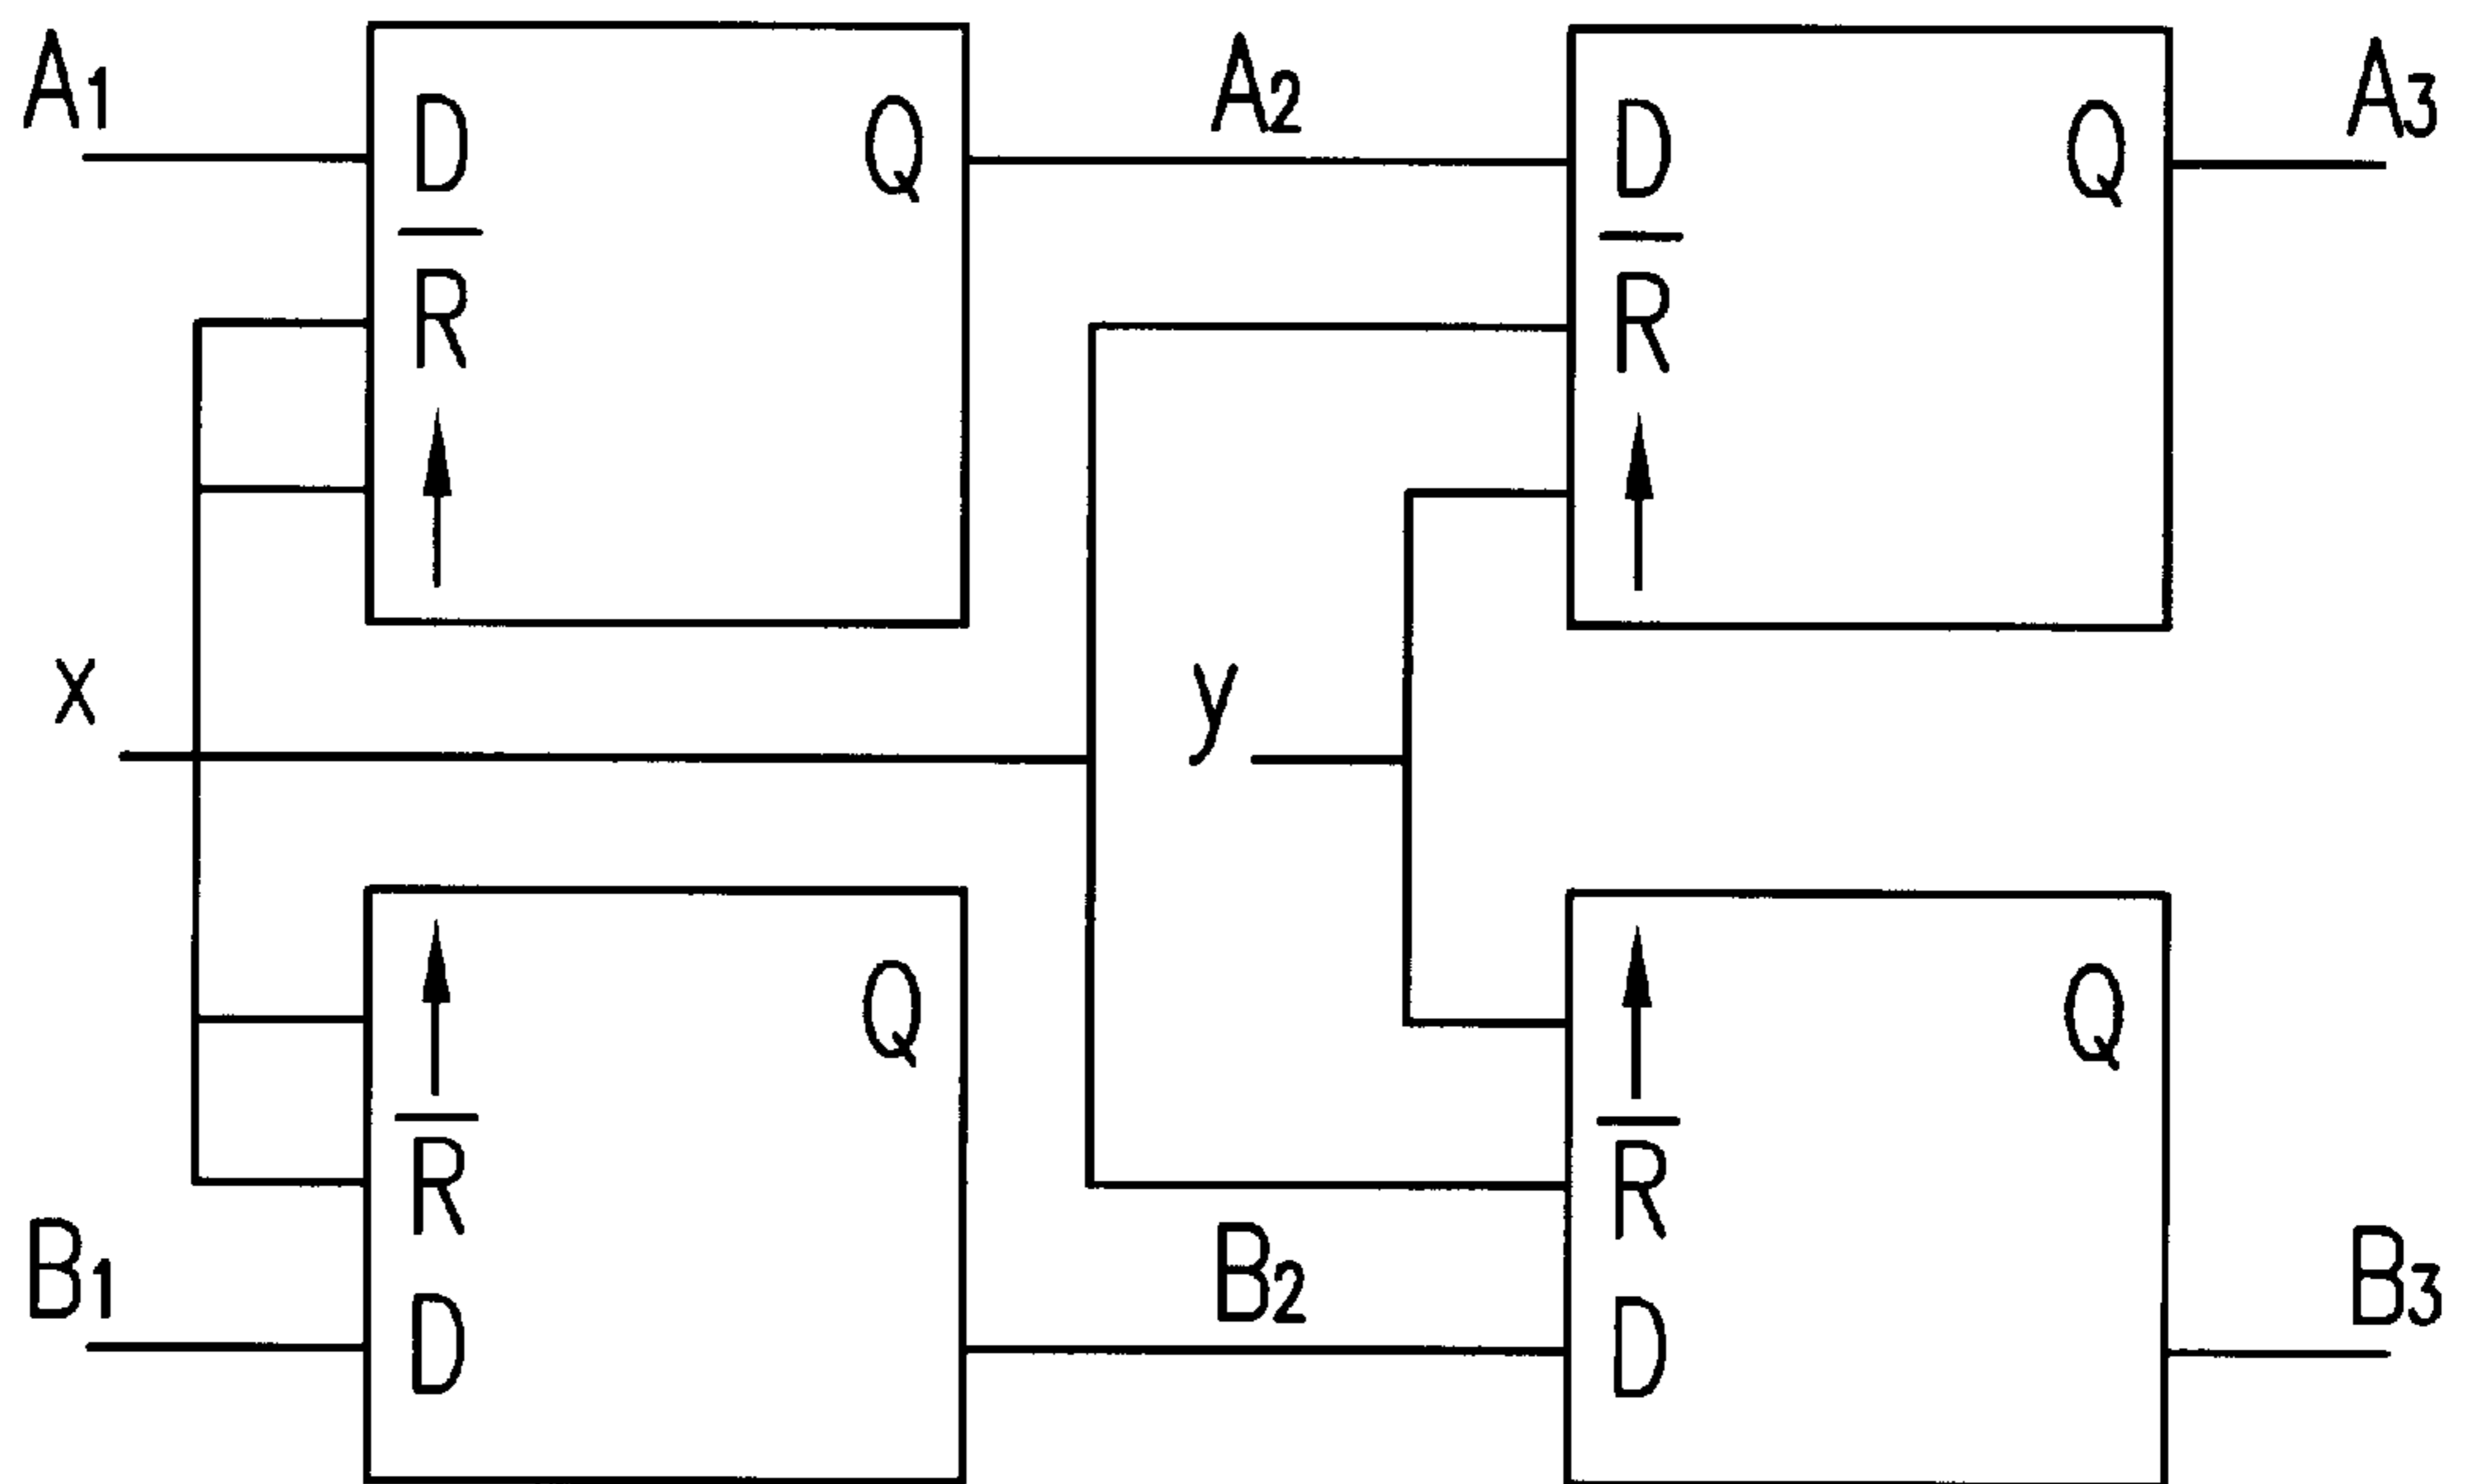 A1 D Q A2 D Q A3
R̅ R̅
x y
Q Q
R̅ R̅
B1 D B2 D B3